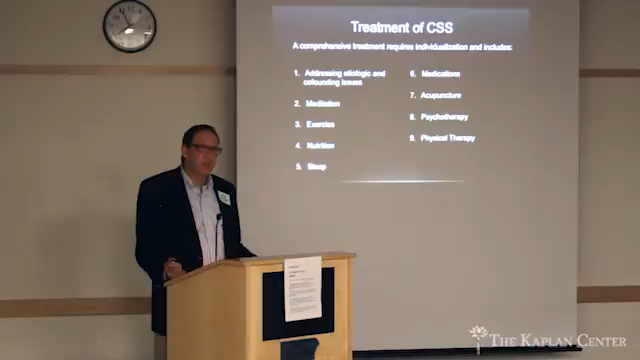 Treatment of CSS
A comprehensive treatment requires individualization and includes:
1. Addressing etiologic and
cofounding issues
2. Meditation
3. Exercise
4. Nutrition
5. Sleep
6. Medications
7. Acupuncture
8. Psychotherapy
9. Physical Therapy
THE KAPLAN CENTER